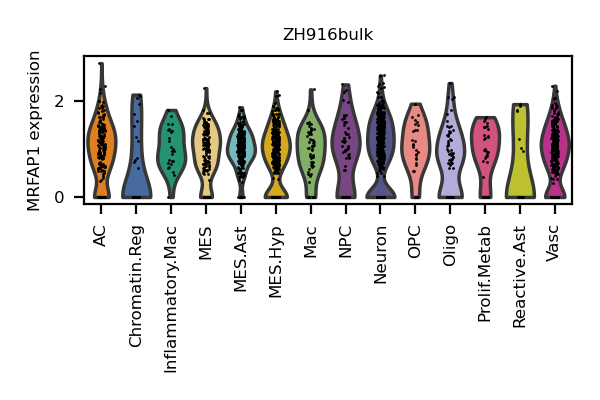 ZH916bulk
MRFAP1 expression
2
0
AC
Chromatin.Reg
Inflammatory.Mac
MES
MES.Ast
MES.Hyp
Mac
NPC
Neuron
OPC
Oligo
Prolif.Metab
Reactive.Ast
Vasc